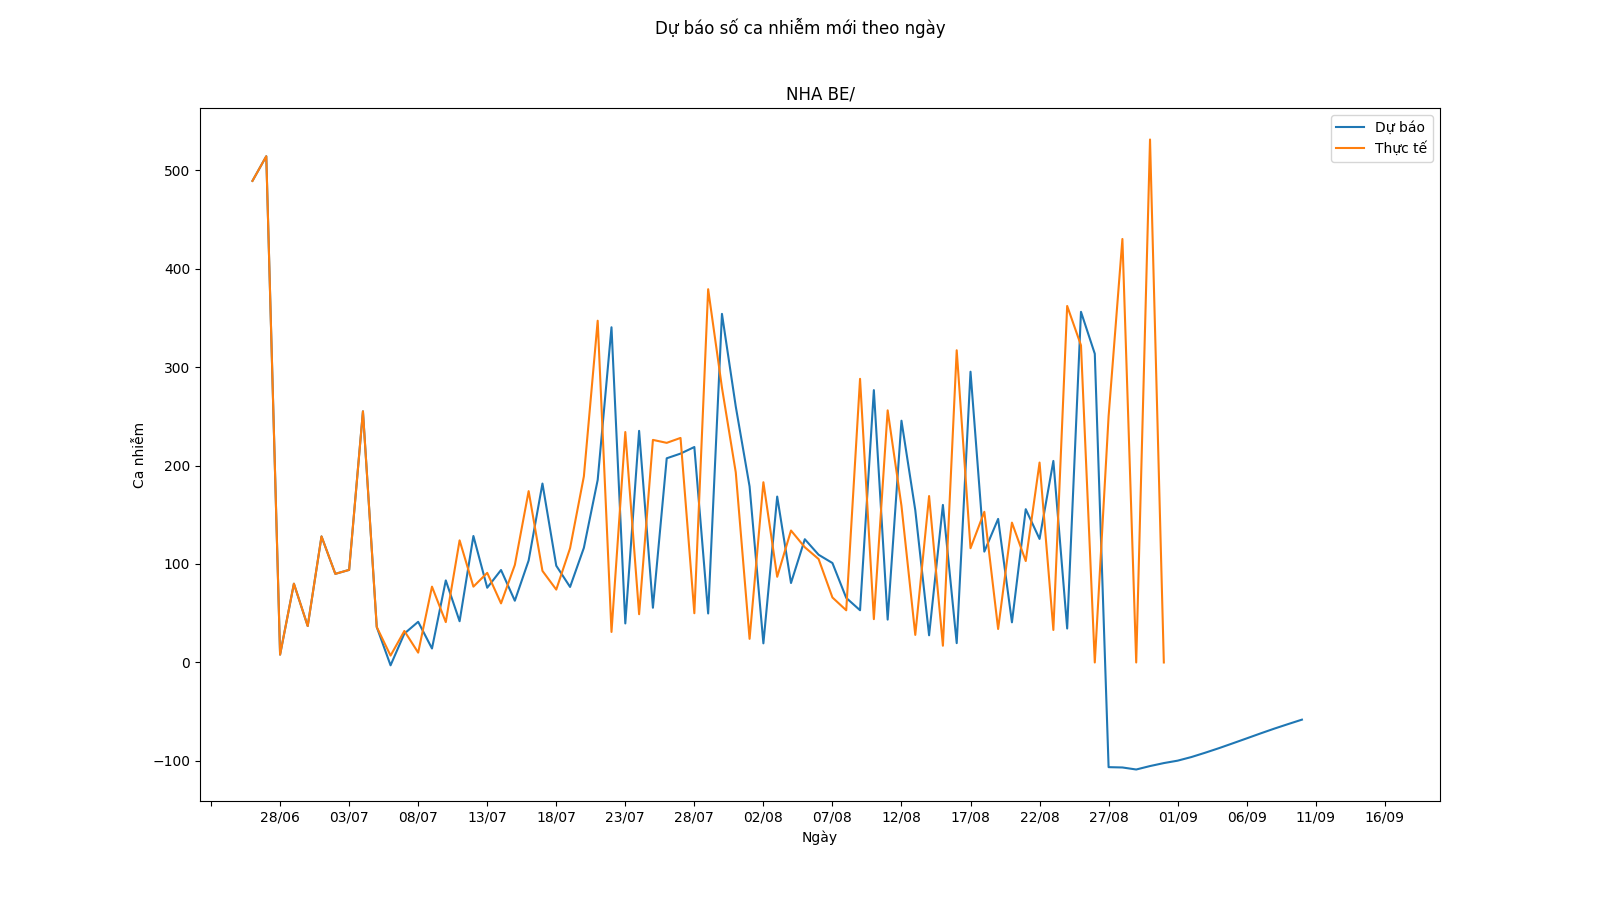 Dự báo số ca nhiễm mới theo ngày
NHA BE/
Dự báo
Thực tế
500
400
300
200
100
0
−100
Ca nhiễm
28/06 03/07 08/07 13/07 18/07 23/07 28/07 02/08 07/08 12/08 17/08 22/08 27/08 01/09 06/09 11/09 16/09
Ngày